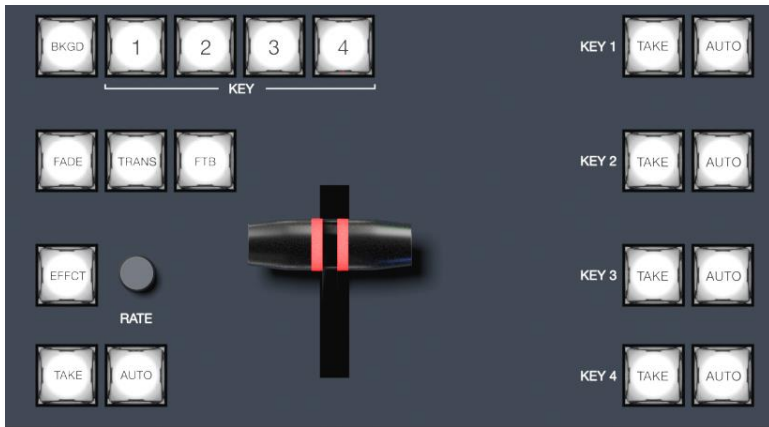 BKGD 1 2 3 4 KEY 1 TAKE AUTO
KEY
FADE TRANS FTB KEY 2 TAKE AUTO
EFFCT KEY 3 TAKE AUTO
RATE
TAKE AUTO KEY 4 TAKE AUTO